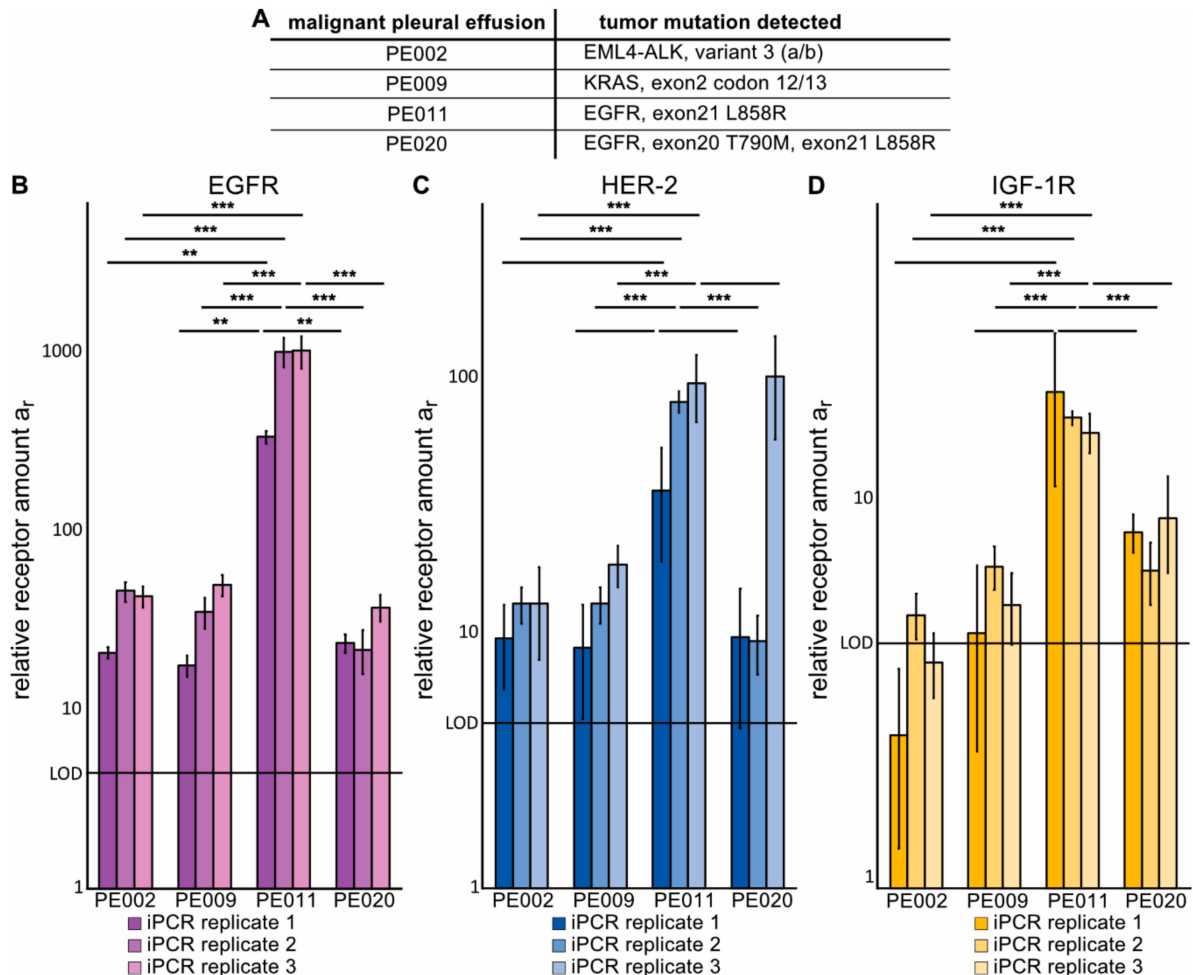 A malignant pleural effusion tumor mutation detected
PE002 EML4-ALK, variant 3 (a/b)
PE009 KRAS, exon2 codon 12/13
PE011 EGFR, exon21 L858R
PE020 EGFR, exon20 T790M, exon21 L858R
B EGFR
***
***
**
*** ***
*** ***
** **
relative receptor amount ar
1000
100
10
LOD
1
PE002 PE009 PE011 PE020
iPCR replicate 1
iPCR replicate 2
iPCR replicate 3
C HER-2
***
***
***
*** ***
relative receptor amount ar
100
10
LOD
1
PE002 PE009 PE011 PE020
iPCR replicate 1
iPCR replicate 2
iPCR replicate 3
D IGF-1R
***
***
***
*** ***
relative receptor amount ar
10
LOD
1
PE002 PE009 PE011 PE020
iPCR replicate 1
iPCR replicate 2
iPCR replicate 3